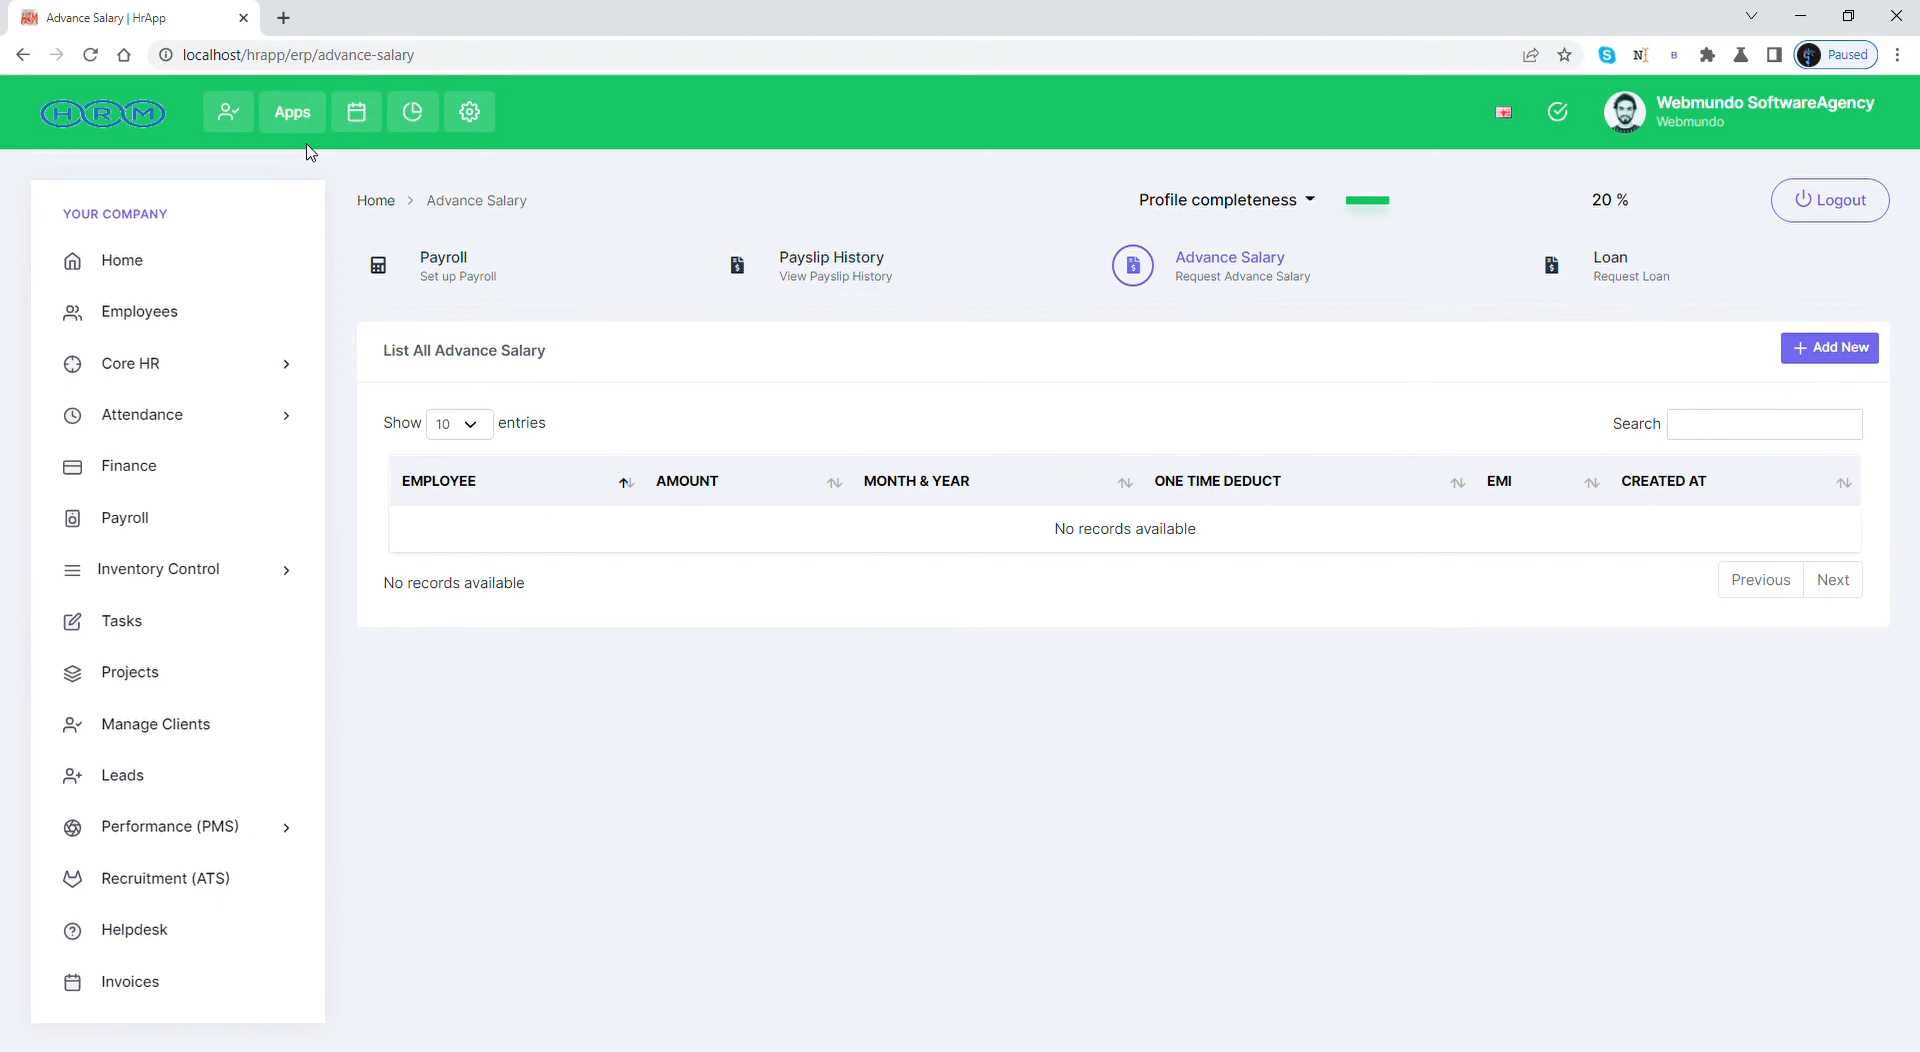 Advance Salary | HrApp
localhost/hrapp/erp/advance-salary
Paused
HRM
Apps
Webmundo SoftwareAgency
Webmundo
YOUR COMPANY
Home
Employees
Core HR
Attendance
Finance
Payroll
Inventory Control
Tasks
Projects
Manage Clients
Leads
Performance (PMS)
Recruitment (ATS)
Helpdesk
Invoices
Home > Advance Salary
Profile completeness
20 %
Logout
Payroll
Set up Payroll
Payslip History
View Payslip History
Advance Salary
Request Advance Salary
Loan
Request Loan
List All Advance Salary
+ Add New
Show 10 entries
Search
EMPLOYEE AMOUNT MONTH & YEAR ONE TIME DEDUCT EMI CREATED AT
No records available
No records available
Previous Next